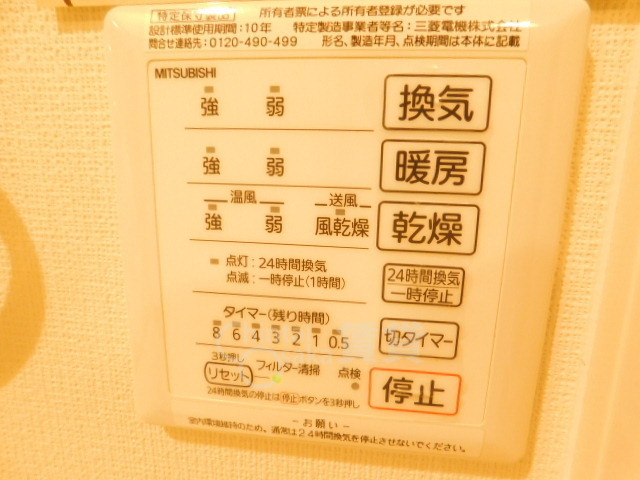 特定保守製品 所有者票による所有者登録が必要です
設計標準使用期間：10年 特定製造事業者等名：三菱電機株式会社
問合せ連絡先：0120-490-499 形名、製造年月、点検期間は本体に記載
MITSUBISHI
強 弱 換気
強 弱 暖房
温風 送風
強 弱 風乾燥 乾燥
点灯：24時間換気
点滅：一時停止(1時間)
24時間換気
一時停止
タイマー(残り時間)
8 6 4 3 2 1 0.5 切タイマー
3秒押し
リセット フィルター清掃 点検 停止
24時間換気の停止は停止ボタンを3秒押し
－お願い－
室内環境維持のため、通常は24時間換気を停止させないでください。